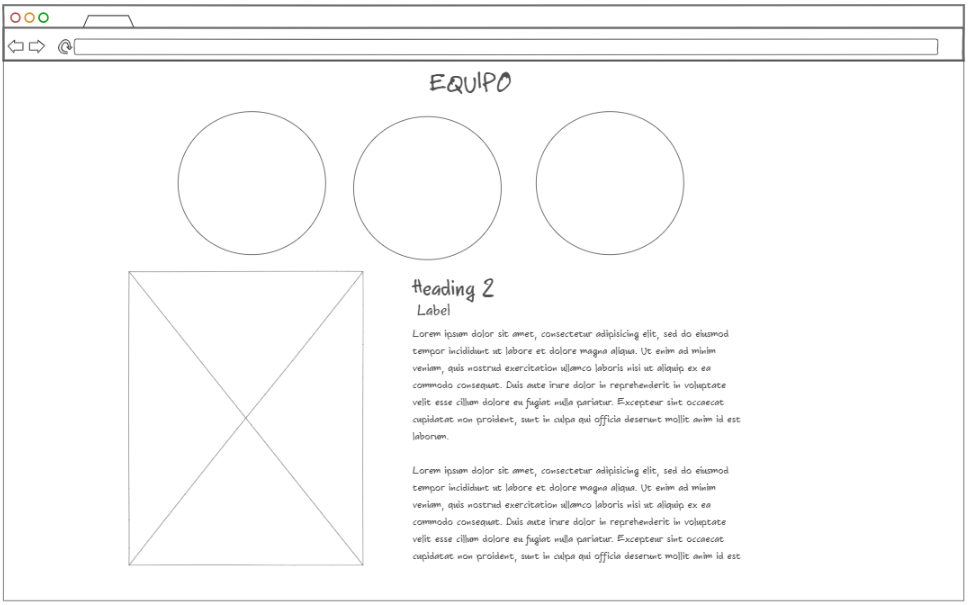 EQUIPO
Heading 2
Label
Lorem ipsum dolor sit amet, consectetur adipisicing elit, sed do eiusmod
tempor incididunt ut labore et dolore magna aliqua. Ut enim ad minim
veniam, quis nostrud exercitation ullamco laboris nisi ut aliquip ex ea
commodo consequat. Duis aute irure dolor in reprehenderit in voluptate
velit esse cillum dolore eu fugiat nulla pariatur. Excepteur sint occaecat
cupidatat non proident, sunt in culpa qui officia deserunt mollit anim id est
laborum.
Lorem ipsum dolor sit amet, consectetur adipisicing elit, sed do eiusmod
tempor incididunt ut labore et dolore magna aliqua. Ut enim ad minim
veniam, quis nostrud exercitation ullamco laboris nisi ut aliquip ex ea
commodo consequat. Duis aute irure dolor in reprehenderit in voluptate
velit esse cillum dolore eu fugiat nulla pariatur. Excepteur sint occaecat
cupidatat non proident, sunt in culpa qui officia deserunt mollit anim id est